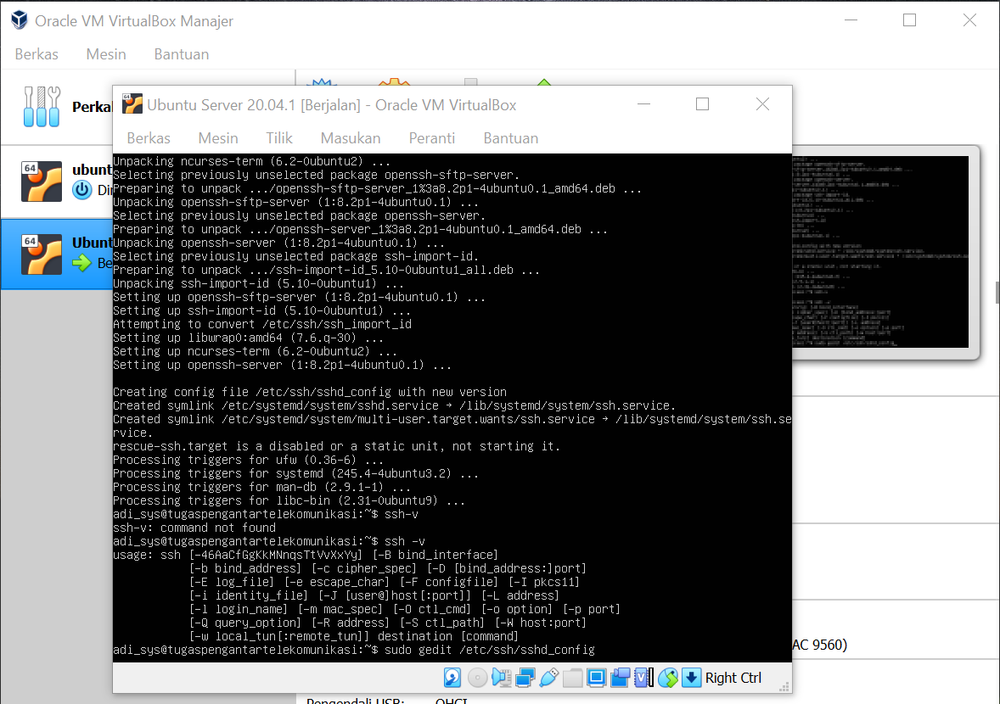 Oracle VM VirtualBox Manajer
Berkas Mesin Bantuan
Perkal
64
ubunt
Din
64
Ubunt
Be
64
Ubuntu Server 20.04.1 [Berjalan] - Oracle VM VirtualBox
Berkas Mesin Tilik Masukan Peranti Bantuan
Unpacking ncurses-term (6.2-0ubuntu2) ...
Selecting previously unselected package openssh-sftp-server.
Preparing to unpack .../openssh-sftp-server_1%3a8.2p1-4ubuntu0.1_amd64.deb ...
Unpacking openssh-sftp-server (1:8.2p1-4ubuntu0.1) ...
Selecting previously unselected package openssh-server.
Preparing to unpack .../openssh-server_1%3a8.2p1-4ubuntu0.1_amd64.deb ...
Unpacking openssh-server (1:8.2p1-4ubuntu0.1) ...
Selecting previously unselected package ssh-import-id.
Preparing to unpack .../ssh-import-id_5.10-0ubuntu1_all.deb ...
Unpacking ssh-import-id (5.10-0ubuntu1) ...
Setting up openssh-sftp-server (1:8.2p1-4ubuntu0.1) ...
Setting up ssh-import-id (5.10-0ubuntu1) ...
Attempting to convert /etc/ssh/ssh_import_id
Setting up libwrap0:amd64 (7.6.q-30) ...
Setting up ncurses-term (6.2-0ubuntu2) ...
Setting up openssh-server (1:8.2p1-4ubuntu0.1) ...
Creating config file /etc/ssh/sshd_config with new version
Created symlink /etc/systemd/system/sshd.service → /lib/systemd/system/ssh.service.
Created symlink /etc/systemd/system/multi-user.target.wants/ssh.service → /lib/systemd/system/ssh.se
rvice.
rescue-ssh.target is a disabled or a static unit, not starting it.
Processing triggers for ufw (0.36-6) ...
Processing triggers for systemd (245.4-4ubuntu3.2) ...
Processing triggers for man-db (2.9.1-1) ...
Processing triggers for libc-bin (2.31-0ubuntu9) ...
adi_sys@tugaspengantartelekomunikasi:~$ ssh-v
ssh-v: command not found
adi_sys@tugaspengantartelekomunikasi:~$ ssh -v
usage: ssh [-46AaCfGgKkMNnqsTtVvXxYy] [-B bind_interface]
[-b bind_address] [-c cipher_spec] [-D [bind_address:]port]
[-E log_file] [-e escape_char] [-F configfile] [-I pkcs11]
[-i identity_file] [-J [user@]host[:port]] [-L address]
[-l login_name] [-m mac_spec] [-O ctl_cmd] [-o option] [-p port]
[-Q query_option] [-R address] [-S ctl_path] [-W host:port]
[-w local_tun[:remote_tun]] destination [command]
adi_sys@tugaspengantartelekomunikasi:~$ sudo gedit /etc/ssh/sshd_config
AC 9560)
Right Ctrl
Pengendali USB: OHCI